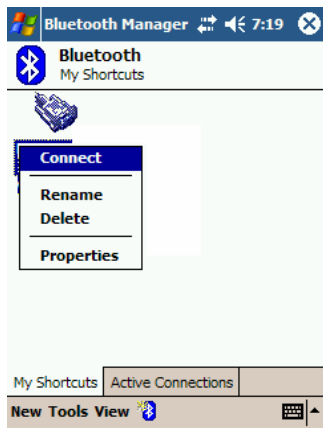 Bluetooth Manager 7:19
Bluetooth
My Shortcuts
Connect
Rename
Delete
Properties
My Shortcuts Active Connections
New Tools View